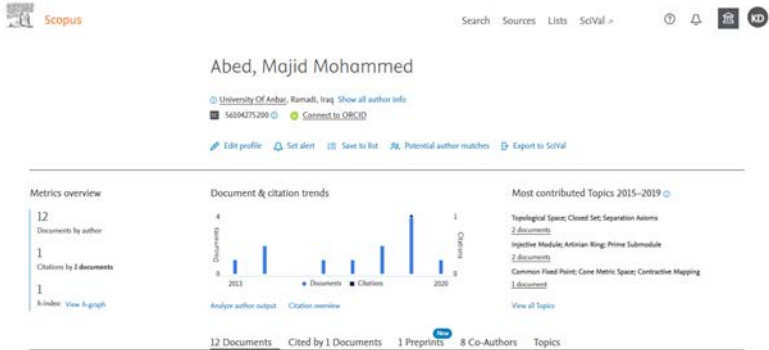 Scopus
Search Sources Lists SciVal
KD
Abed, Majid Mohammed
University Of Anbar, Ramadi, Iraq Show all author info
56104275200 Connect to ORCID
Edit profile Set alert Save to list Potential author matches Export to SciVal
Metrics overview
12
Documents by author
1
Citations by 2 documents
1
h-index: View h-graph
Document & citation trends
4
1
Documents
Citations
0
0
2013
2020
Documents Citations
Analyze author output Citation overview
Most contributed Topics 2015–2019
Topological Space; Closed Set; Separation Axioms
2 documents
Injective Module; Artinian Ring; Prime Submodule
2 documents
Common Fixed Point; Cone Metric Space; Contractive Mapping
1 document
View all Topics
New
12 Documents Cited by 1 Documents 1 Preprints 8 Co-Authors Topics